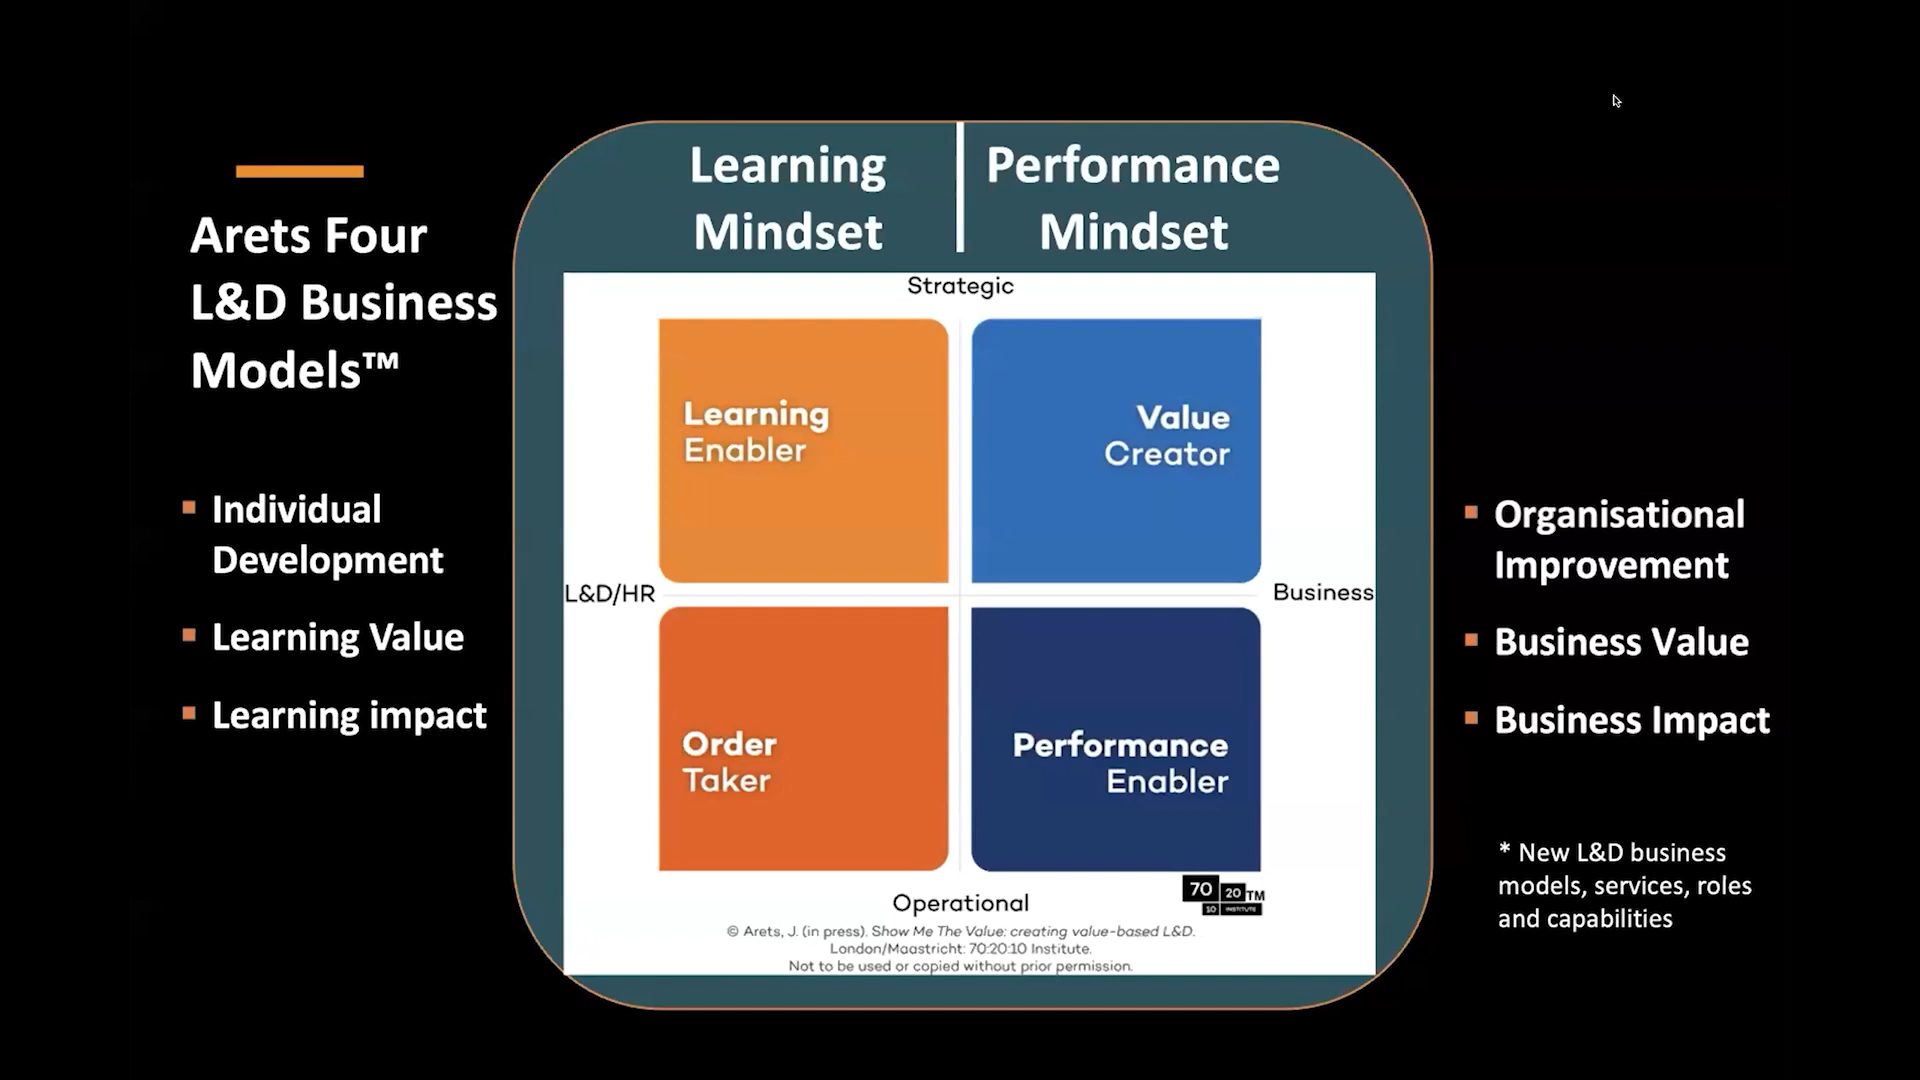 Arets Four
L&D Business
Models™
▪ Individual
Development
▪ Learning Value
▪ Learning impact
Learning
Mindset
Performance
Mindset
Strategic
Learning
Enabler
Value
Creator
L&D/HR
Business
Order
Taker
Performance
Enabler
Operational
70 20 TM
10 INSTITUTE
© Arets, J. (in press). Show Me The Value: creating value-based L&D.
London/Maastricht: 70:20:10 Institute.
Not to be used or copied without prior permission.
▪ Organisational
Improvement
▪ Business Value
▪ Business Impact
* New L&D business
models, services, roles
and capabilities